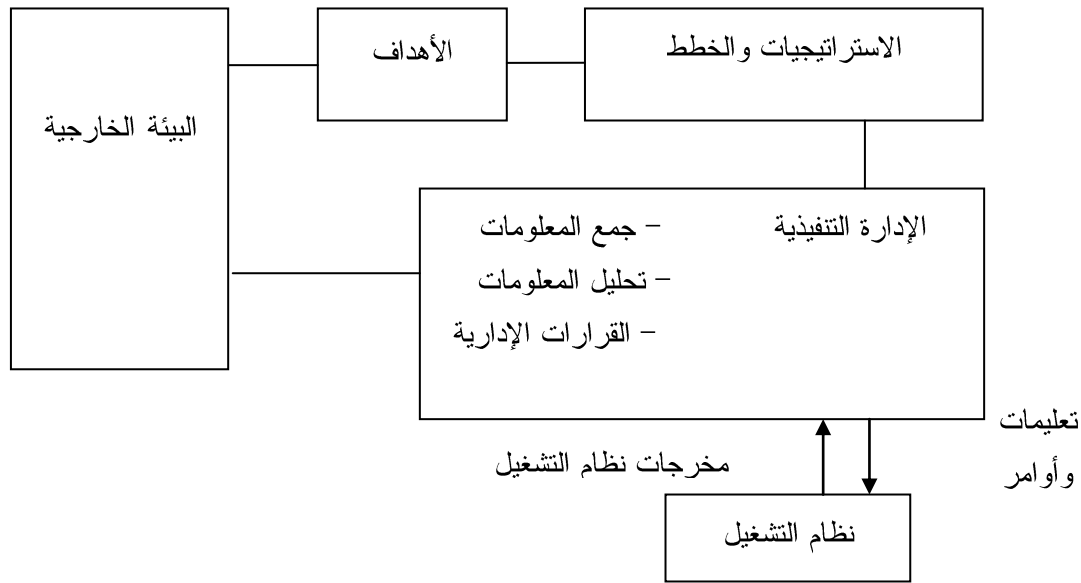 الاستراتيجيات والخطط
الأهداف
البيئة الخارجية
الإدارة التنفيذية
– جمع المعلومات
– تحليل المعلومات
– القرارات الإدارية
تعليمات
وأوامر
مخرجات نظام التشغيل
نظام التشغيل